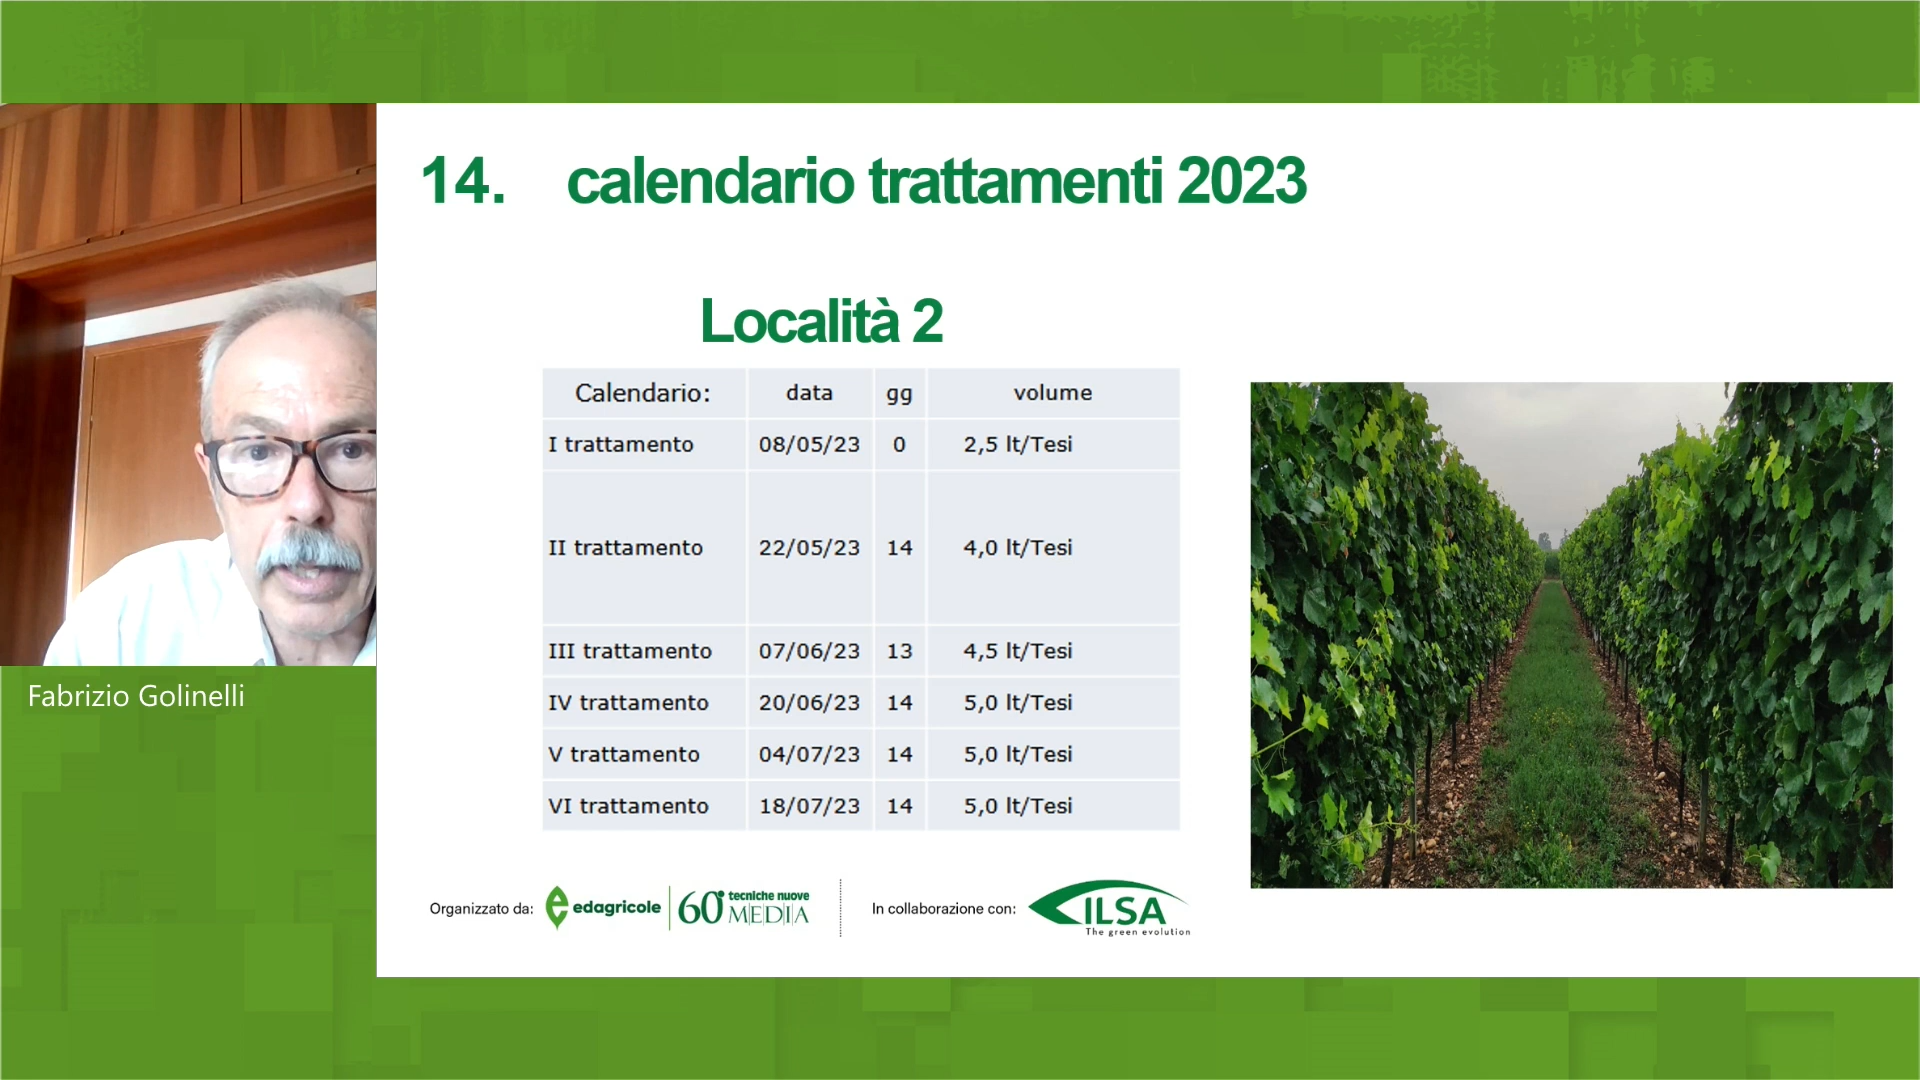 14. calendario trattamenti 2023
Località 2
Calendario: data gg volume
I trattamento 08/05/23 0 2,5 lt/Tesi
II trattamento 22/05/23 14 4,0 lt/Tesi
III trattamento 07/06/23 13 4,5 lt/Tesi
IV trattamento 20/06/23 14 5,0 lt/Tesi
V trattamento 04/07/23 14 5,0 lt/Tesi
VI trattamento 18/07/23 14 5,0 lt/Tesi
Fabrizio Golinelli
Organizzato da: edagricole 60° tecniche nuove MEDIA In collaborazione con: ILSA
The green evolution